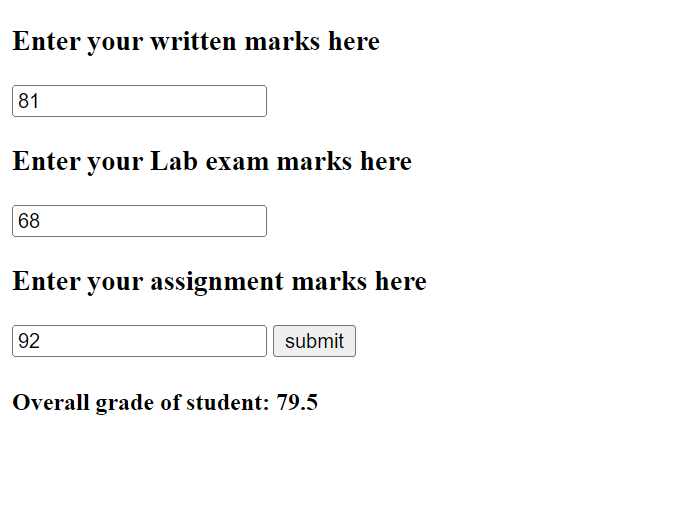 Enter your written marks here
81
Enter your Lab exam marks here
68
Enter your assignment marks here
92 submit
Overall grade of student: 79.5